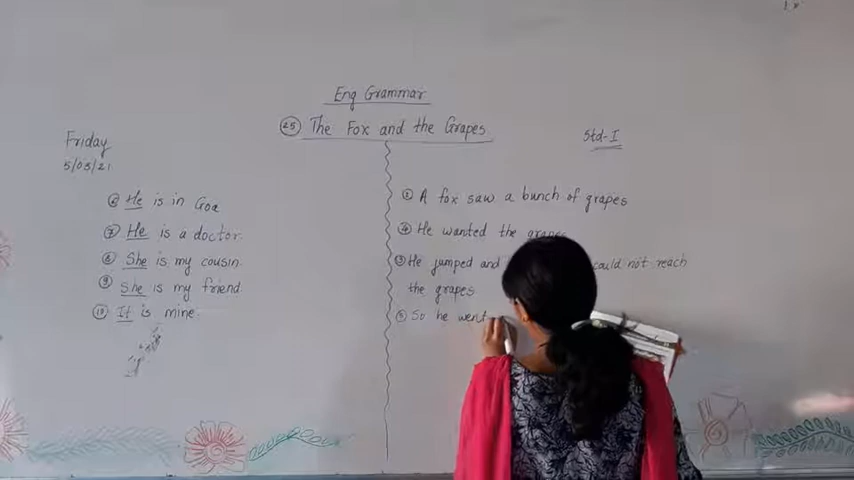 Eng Grammar
25 The Fox and the Grapes
Std-I
Friday
5/03/21
6 He is in Goa
7 He is a doctor.
8 She is my cousin.
9 She is my friend.
10 It is mine.
2 A fox saw a bunch of grapes
4 He wanted the grapes
3 He jumped and could not reach
the grapes
5 So he went